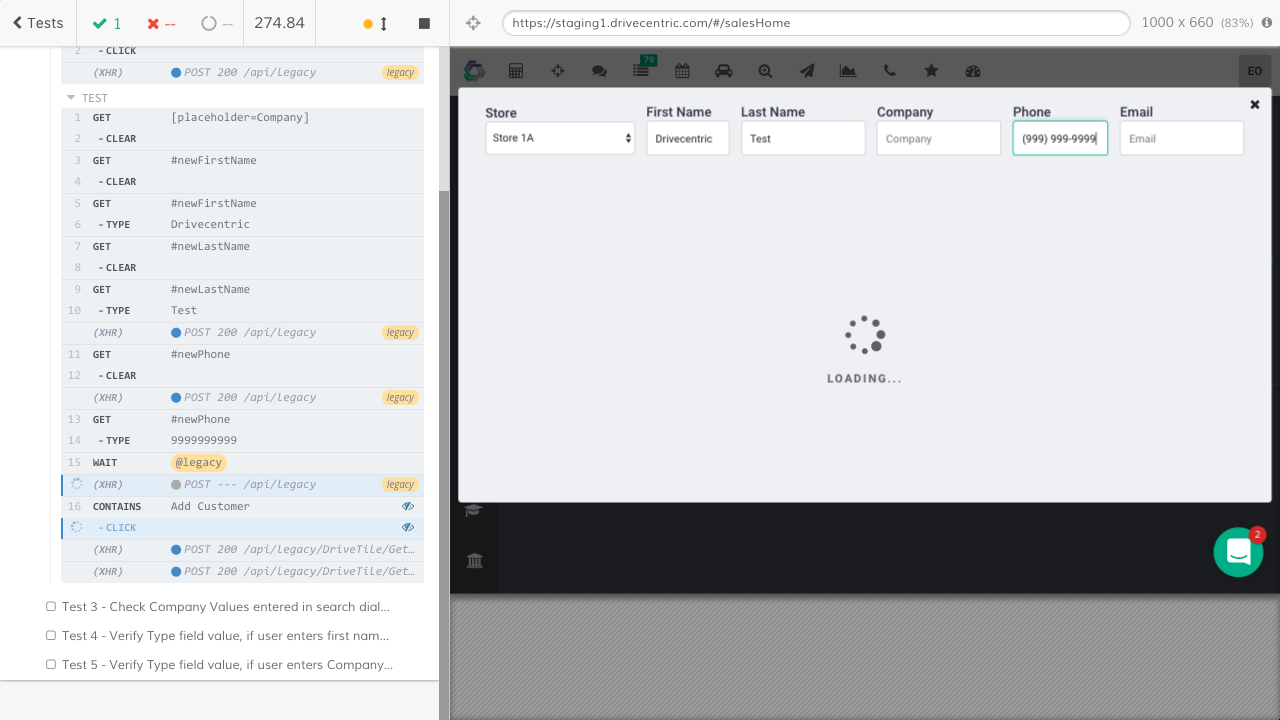 Tests
1
--
--
274.84
https://staging1.drivecentric.com/#/salesHome
1000 x 660 (83%)
2 - CLICK
(XHR) POST 200 /api/legacy legacy
TEST
1 GET [placeholder=Company]
2 - CLEAR
3 GET #newFirstName
4 - CLEAR
5 GET #newFirstName
6 - TYPE Drivecentric
7 GET #newLastName
8 - CLEAR
9 GET #newLastName
10 - TYPE Test
(XHR) POST 200 /api/legacy legacy
11 GET #newPhone
12 - CLEAR
(XHR) POST 200 /api/legacy legacy
13 GET #newPhone
14 - TYPE 9999999999
15 WAIT @legacy
(XHR) POST --- /api/legacy legacy
16 CONTAINS Add Customer
- CLICK
(XHR) POST 200 /api/legacy/DriveTile/Get...
(XHR) POST 200 /api/legacy/DriveTile/Get...
Test 3 - Check Company Values entered in search dial...
Test 4 - Verify Type field value, if user enters first nam...
Test 5 - Verify Type field value, if user enters Company...
79
EO
Store First Name Last Name Company Phone Email
Store 1A Drivecentric Test Company (999) 999-9999 Email
LOADING...
2